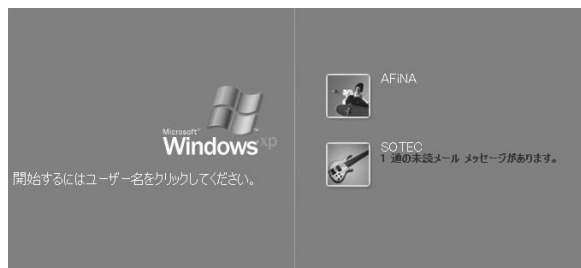 Microsoft
Windows xp
開始するにはユーザー名をクリックしてください。
AFiNA
SOTEC
1 通の未読メール メッセージがあります。